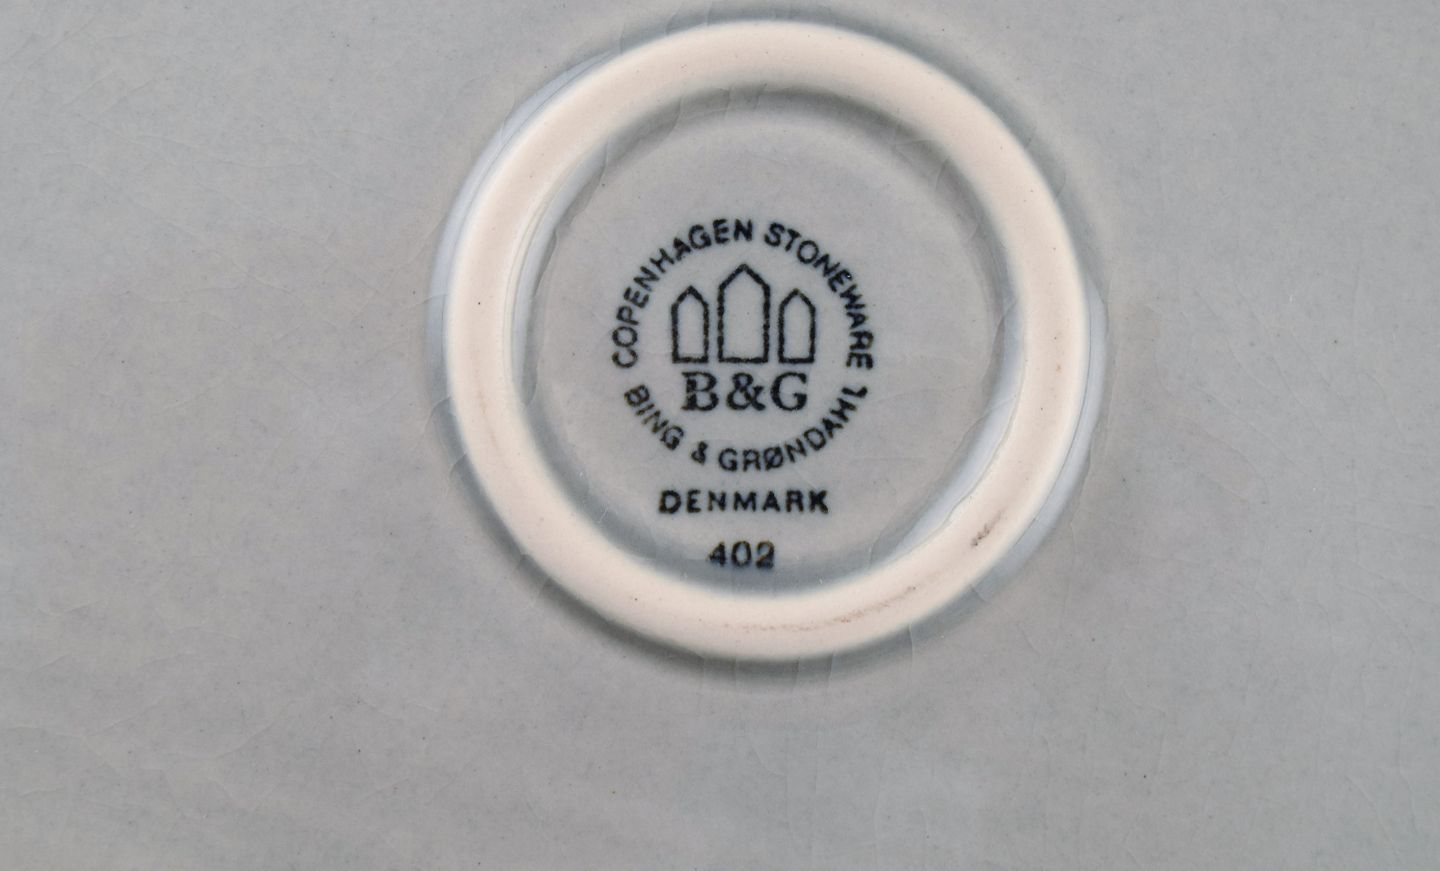 COPENHAGEN STONEWARE
B&G
BING & GRØNDAHL
DENMARK
402